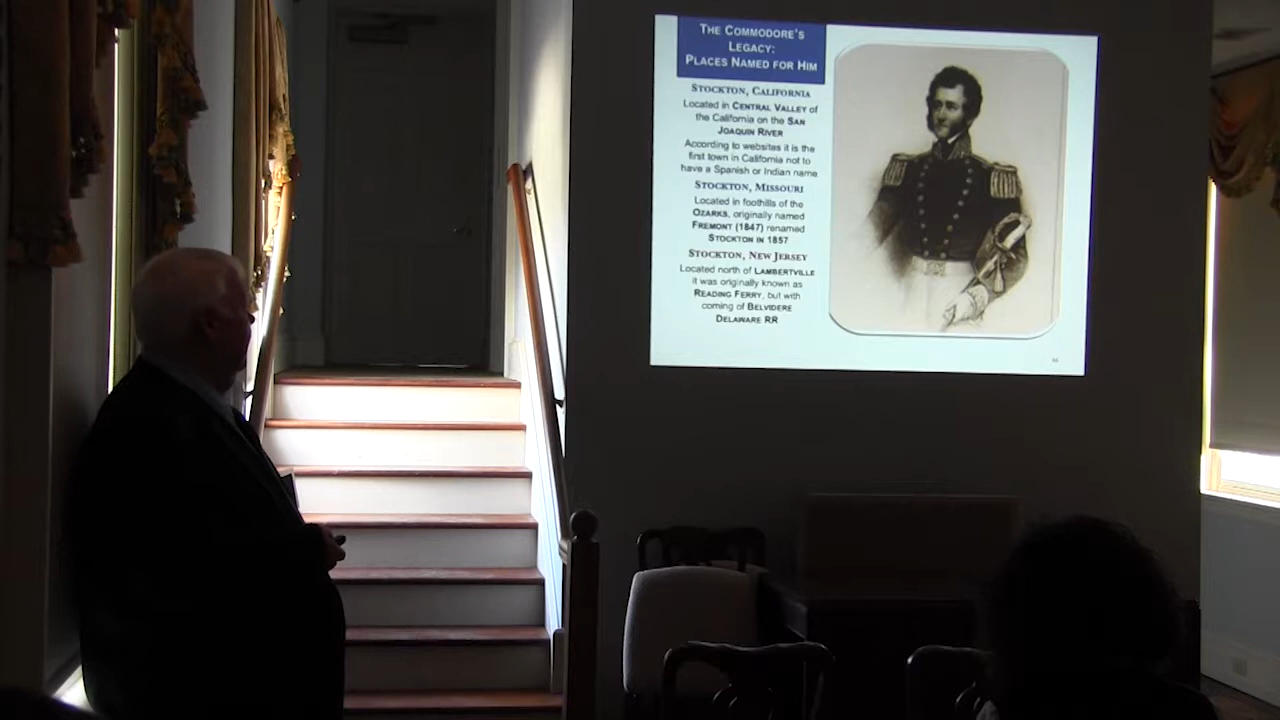 THE COMMODORE'S
LEGACY:
PLACES NAMED FOR HIM
STOCKTON, CALIFORNIA
Located in CENTRAL VALLEY of
the California on the SAN
JOAQUIN RIVER
According to websites it is the
first town in California not to
have a Spanish or Indian name
STOCKTON, MISSOURI
Located in foothills of the
OZARKS, originally named
FREMONT (1847) renamed
STOCKTON IN 1857
STOCKTON, NEW JERSEY
Located north of LAMBERTVILLE
it was originally known as
READING FERRY, but with
coming of BELVIDERE
DELAWARE RR